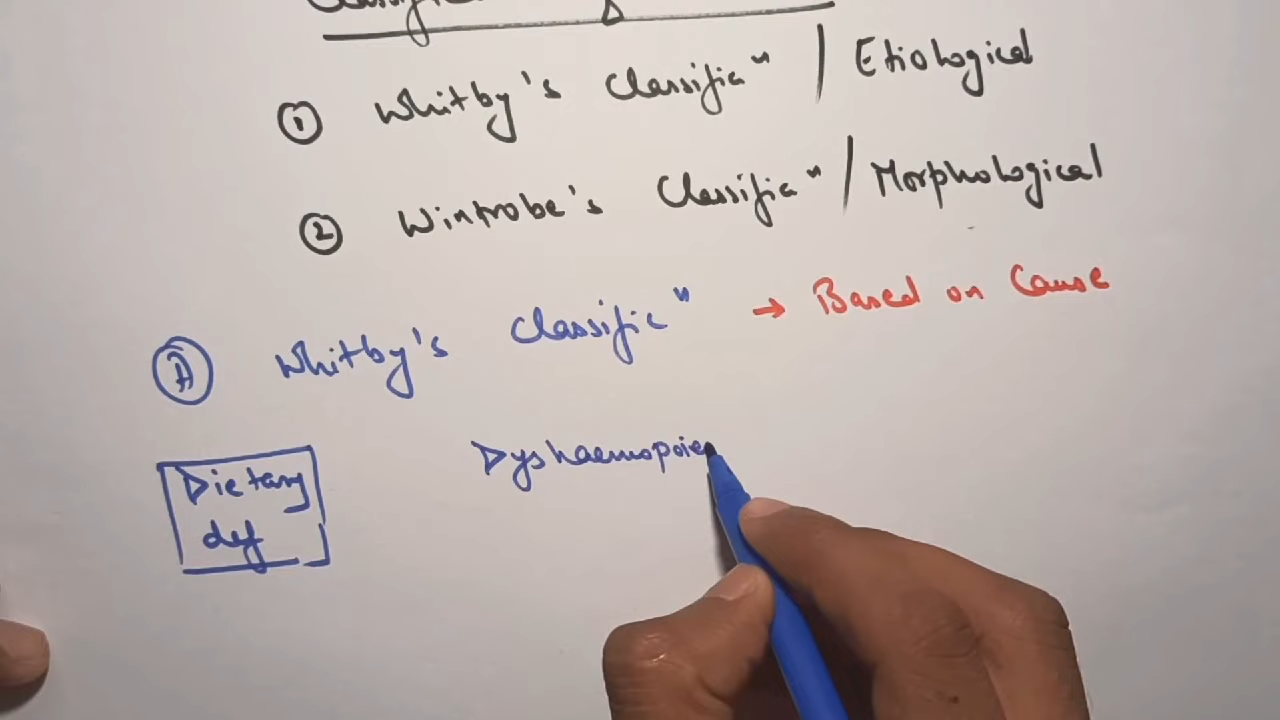 ① Whitby's Classific" / Etiological
② Wintrobe's Classific" / Morphological
Ⓐ Whitby's Classific" → Based on Cause
Dietary
def
Dyshaemopoie